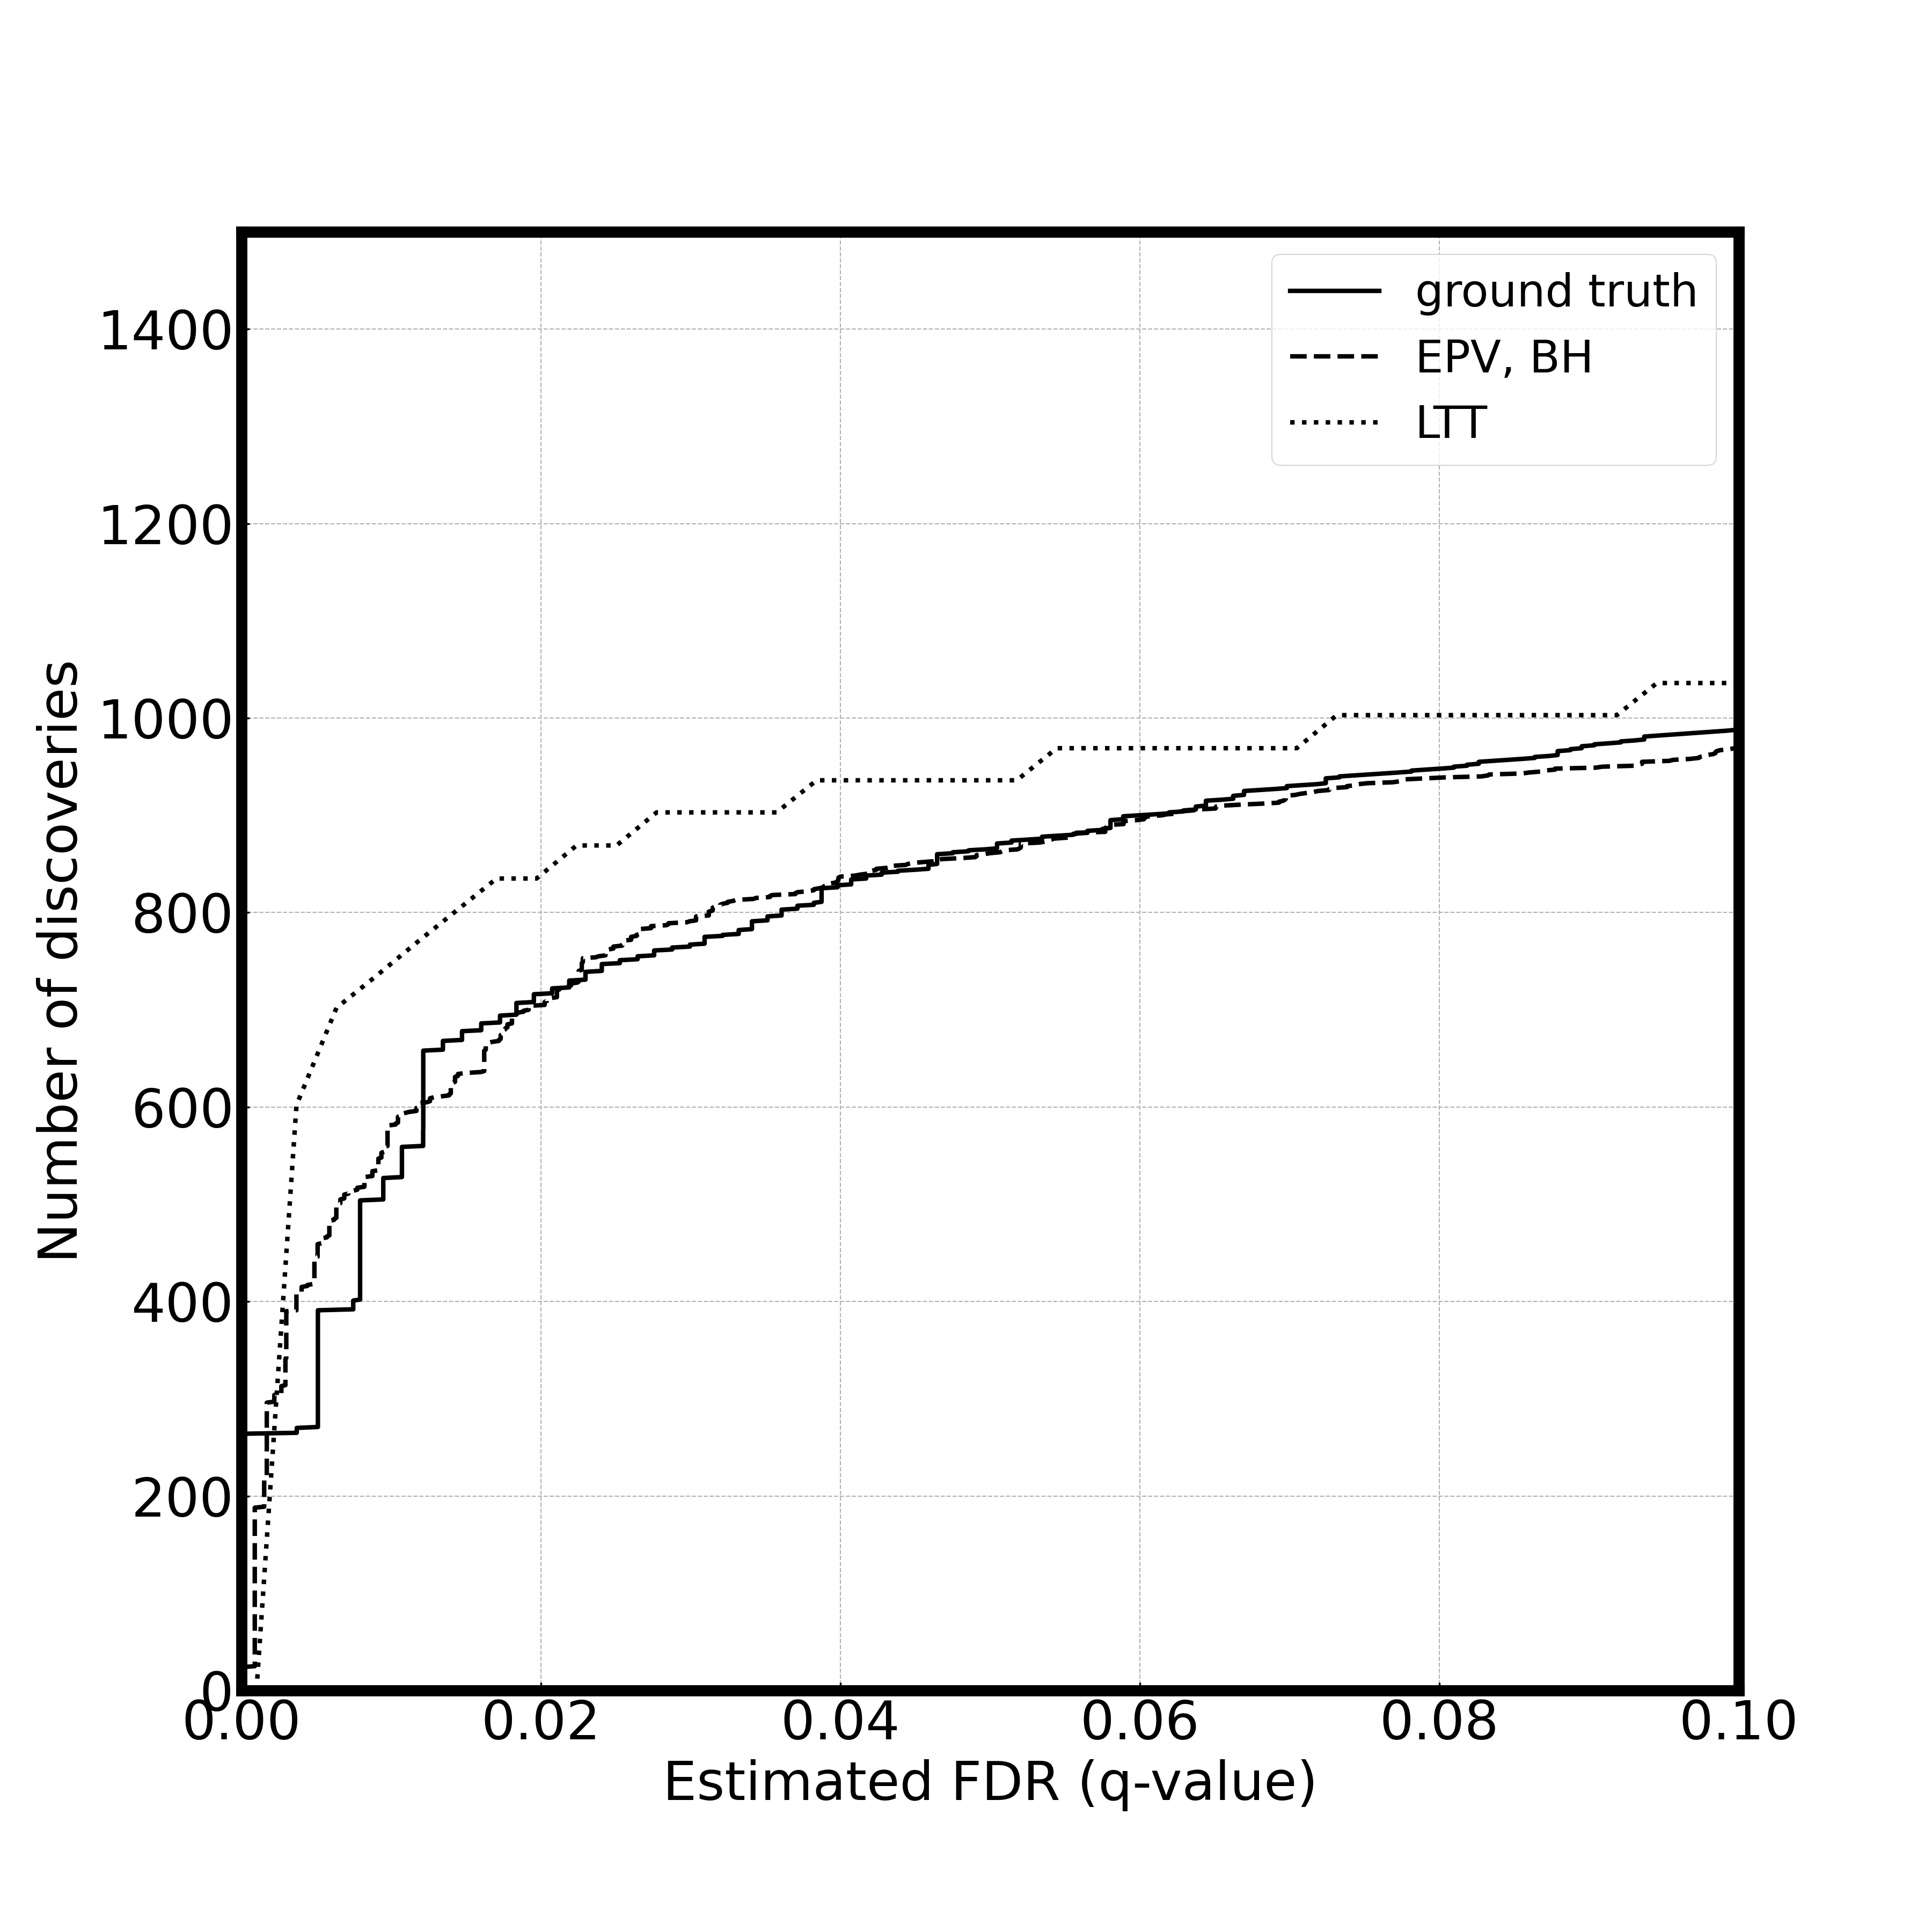 ground truth
EPV, BH
LTT
1400
1200
1000
800
600
400
200
0
0.00 0.02 0.04 0.06 0.08 0.10
Estimated FDR (q-value)
Number of discoveries